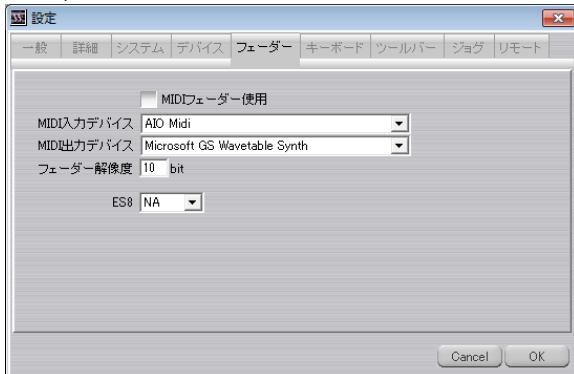 設定
一般 詳細 システム デバイス フェーダー キーボード ツールバー ジョグ リモート
MIDIフェーダー使用
MIDI入力デバイス AIO Midi
MIDI出力デバイス Microsoft GS Wavetable Synth
フェーダー解像度 10 bit
ES8 NA
Cancel OK